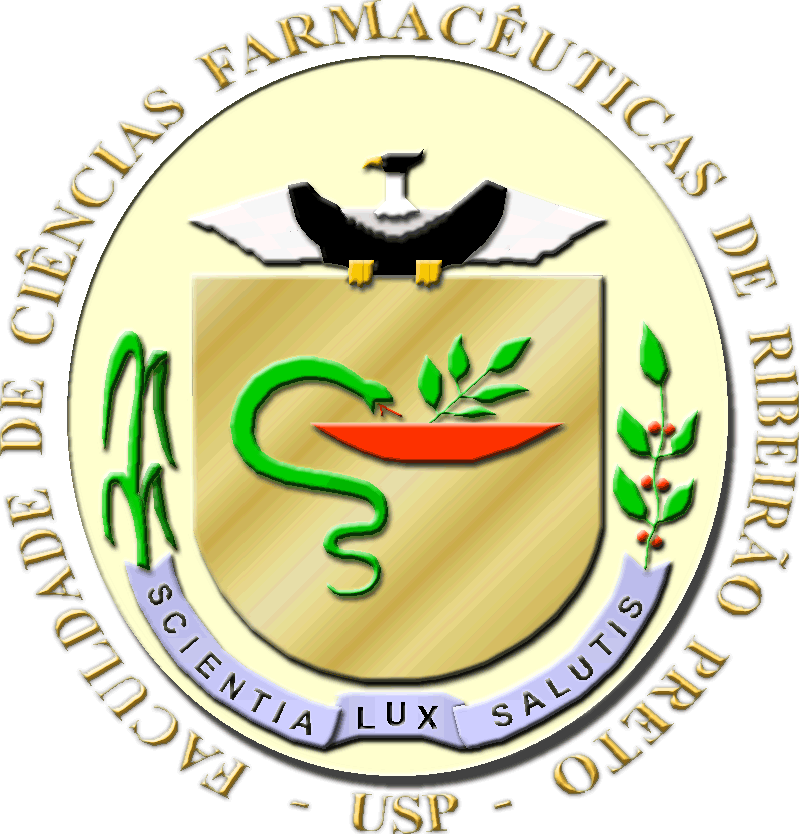 FACULDADE DE CIÊNCIAS FARMACÊUTICAS DE RIBEIRÃO PRETO
- USP -
SCIENTIA LUX SALUTIS